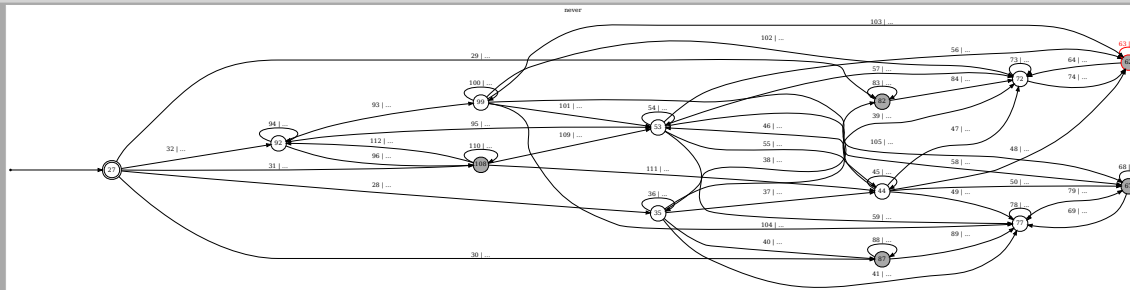 never
103 | ...
102 | ...
56 | ...
29 | ...
57 | ...
73 | ...
64 | ...
100 | ...
83 | ...
84 | ...
74 | ...
72
99
82
93 | ...
101 | ...
54 | ...
39 | ...
94 | ...
95 | ...
53
46 | ...
47 | ...
109 | ...
112 | ...
92
105 | ...
55 | ...
32 | ...
96 | ...
110 | ...
38 | ...
48 | ...
58 | ...
27
31 | ...
108
111 | ...
45 | ...
68 | ...
28 | ...
50 | ...
36 | ...
37 | ...
44
49 | ...
79 | ...
78 | ...
35
59 | ...
69 | ...
104 | ...
77
40 | ...
88 | ...
89 | ...
30 | ...
87
41 | ...